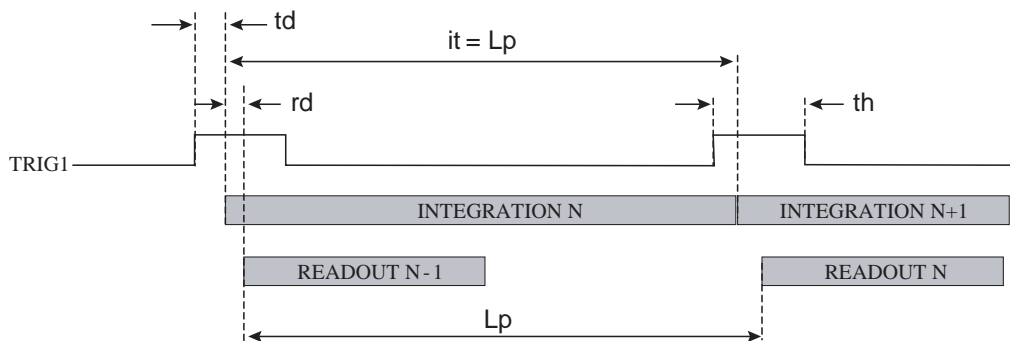 td
it = Lp
rd
th
TRIG1
INTEGRATION N
INTEGRATION N+1
READOUT N-1
READOUT N
Lp